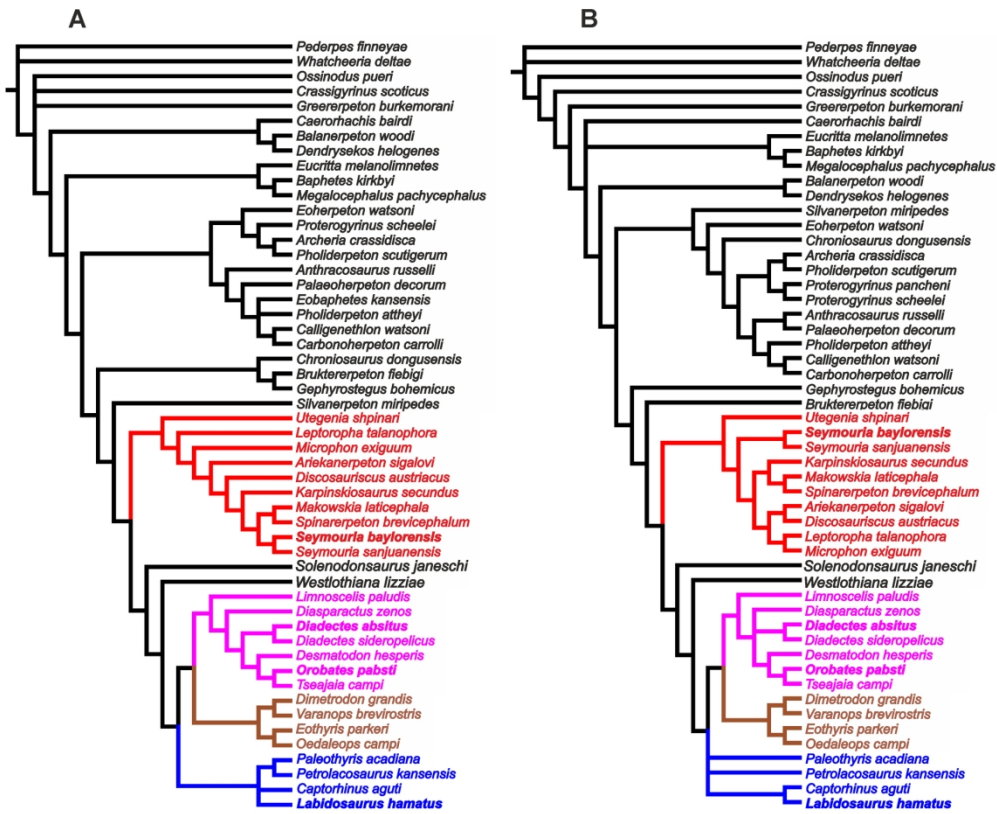 A
Pederpes finneyae
Whatcheeria deltae
Ossinodus pueri
Crassigyrinus scoticus
Greererpeton burkemorani
Caerorhachis bairdi
Balanerpeton woodi
Dendrysekos helogenes
Eucritta melanolimnetes
Baphetes kirkbyi
Megalocephalus pachycephalus
Eoherpeton watsoni
Proterogyrinus scheelei
Archeria crassidisca
Pholiderpeton scutigerum
Anthracosaurus russelli
Palaeoherpeton decorum
Eobaphetes kansensis
Pholiderpeton attheyi
Calligenethlon watsoni
Carbonoherpeton carrolli
Chroniosaurus dongusensis
Bruktererpeton fiebigi
Gephyrostegus bohemicus
Silvanerpeton miripedes
Utegenia shpinari
Leptoropha talanophora
Microphon exiguum
Ariekanerpeton sigalovi
Discosauriscus austriacus
Karpinskiosaurus secundus
Makowskia laticephala
Spinarerpeton brevicephalum
Seymouria baylorensis
Seymouria sanjuanensis
Solenodonsaurus janeschi
Westlothiana lizziae
Limnoscelis paludis
Diasparactus zenos
Diadectes absitus
Diadectes sideropelicus
Desmatodon hesperis
Orobates pabsti
Tseajaia campi
Dimetrodon grandis
Varanops brevirostris
Eothyris parkeri
Oedaleops campi
Paleothyris acadiana
Petrolacosaurus kansensis
Captorhinus aguti
Labidosaurus hamatus
B
Pederpes finneyae
Whatcheeria deltae
Ossinodus pueri
Crassigyrinus scoticus
Greererpeton burkemorani
Caerorhachis bairdi
Eucritta melanolimnetes
Baphetes kirkbyi
Megalocephalus pachycephalus
Balanerpeton woodi
Dendrysekos helogenes
Silvanerpeton miripedes
Eoherpeton watsoni
Chroniosaurus dongusensis
Archeria crassidisca
Pholiderpeton scutigerum
Proterogyrinus pancheni
Proterogyrinus scheelei
Anthracosaurus russelli
Palaeoherpeton decorum
Pholiderpeton attheyi
Calligenethlon watsoni
Carbonoherpeton carrolli
Gephyrostegus bohemicus
Bruktererpeton fiebigi
Utegenia shpinari
Seymouria baylorensis
Seymouria sanjuanensis
Karpinskiosaurus secundus
Makowskia laticephala
Spinarerpeton brevicephalum
Ariekanerpeton sigalovi
Discosauriscus austriacus
Leptoropha talanophora
Microphon exiguum
Solenodonsaurus janeschi
Westlothiana lizziae
Limnoscelis paludis
Diasparactus zenos
Diadectes absitus
Diadectes sideropelicus
Desmatodon hesperis
Orobates pabsti
Tseajaia campi
Dimetrodon grandis
Varanops brevirostris
Eothyris parkeri
Oedaleops campi
Paleothyris acadiana
Petrolacosaurus kansensis
Captorhinus aguti
Labidosaurus hamatus